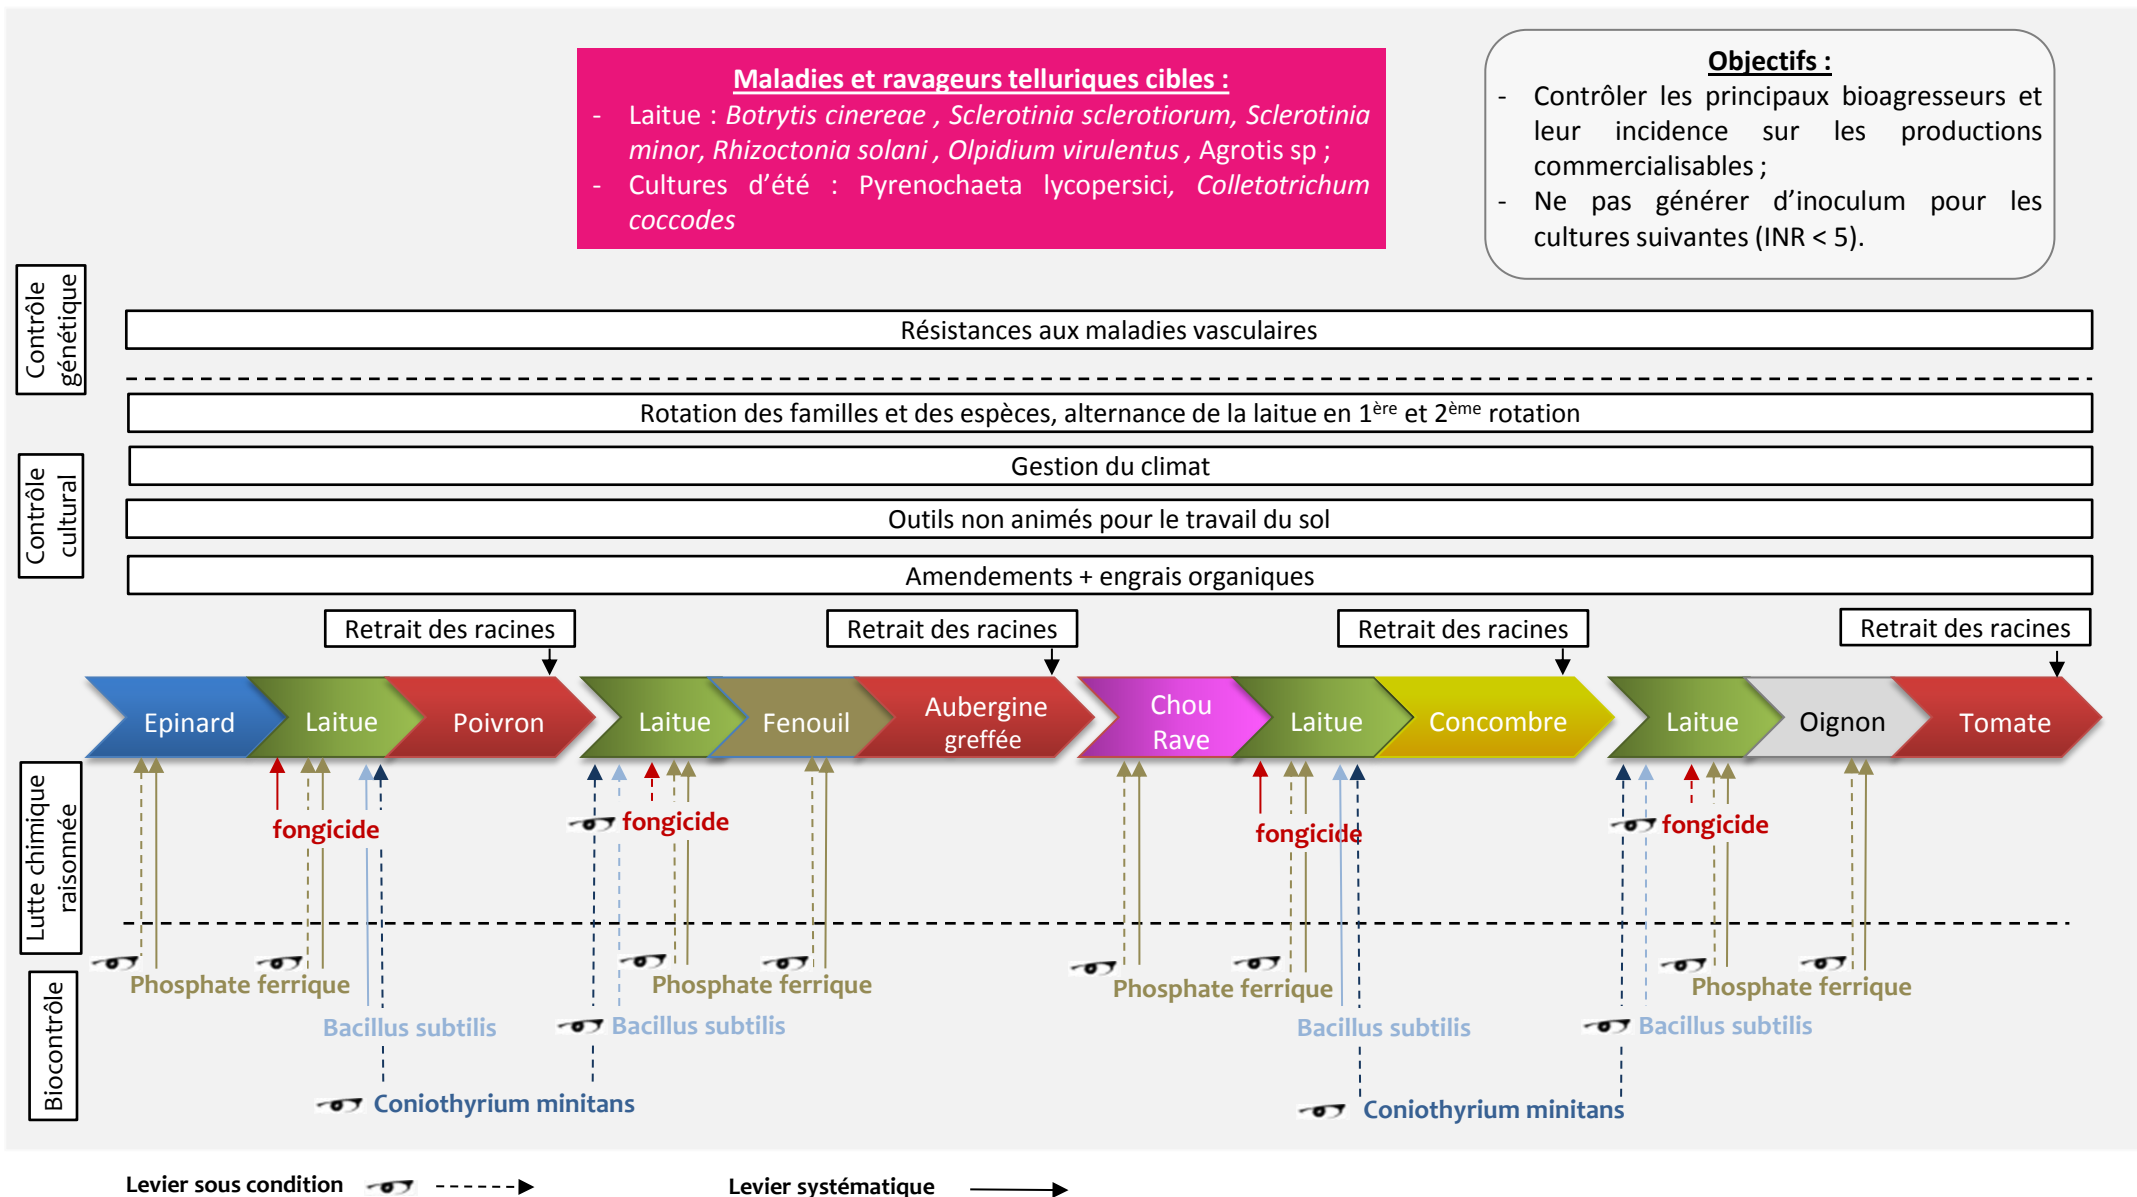 Maladies et ravageurs telluriques cibles :
- Laitue : Botrytis cinereae , Sclerotinia sclerotiorum, Sclerotinia
minor, Rhizoctonia solani , Olpidium virulentus , Agrotis sp ;
- Cultures d'été : Pyrenochaeta lycopersici, Colletotrichum
coccodes
Objectifs :
- Contrôler les principaux bioagresseurs et
leur incidence sur les productions
commercialisables ;
- Ne pas générer d'inoculum pour les
cultures suivantes (INR < 5).
Contrôle
génétique
Résistances aux maladies vasculaires
Contrôle
cultural
Rotation des familles et des espèces, alternance de la laitue en 1ère et 2ème rotation
Gestion du climat
Outils non animés pour le travail du sol
Amendements + engrais organiques
Retrait des racines
Retrait des racines
Retrait des racines
Retrait des racines
Epinard
Laitue
Poivron
Laitue
Fenouil
Aubergine
greffée
Chou
Rave
Laitue
Concombre
Laitue
Oignon
Tomate
Lutte chimique
raisonnée
fongicide
fongicide
fongicide
fongicide
Biocontrôle
Phosphate ferrique
Phosphate ferrique
Phosphate ferrique
Phosphate ferrique
Bacillus subtilis
Bacillus subtilis
Bacillus subtilis
Bacillus subtilis
Coniothyrium minitans
Coniothyrium minitans
Levier sous condition
Levier systématique